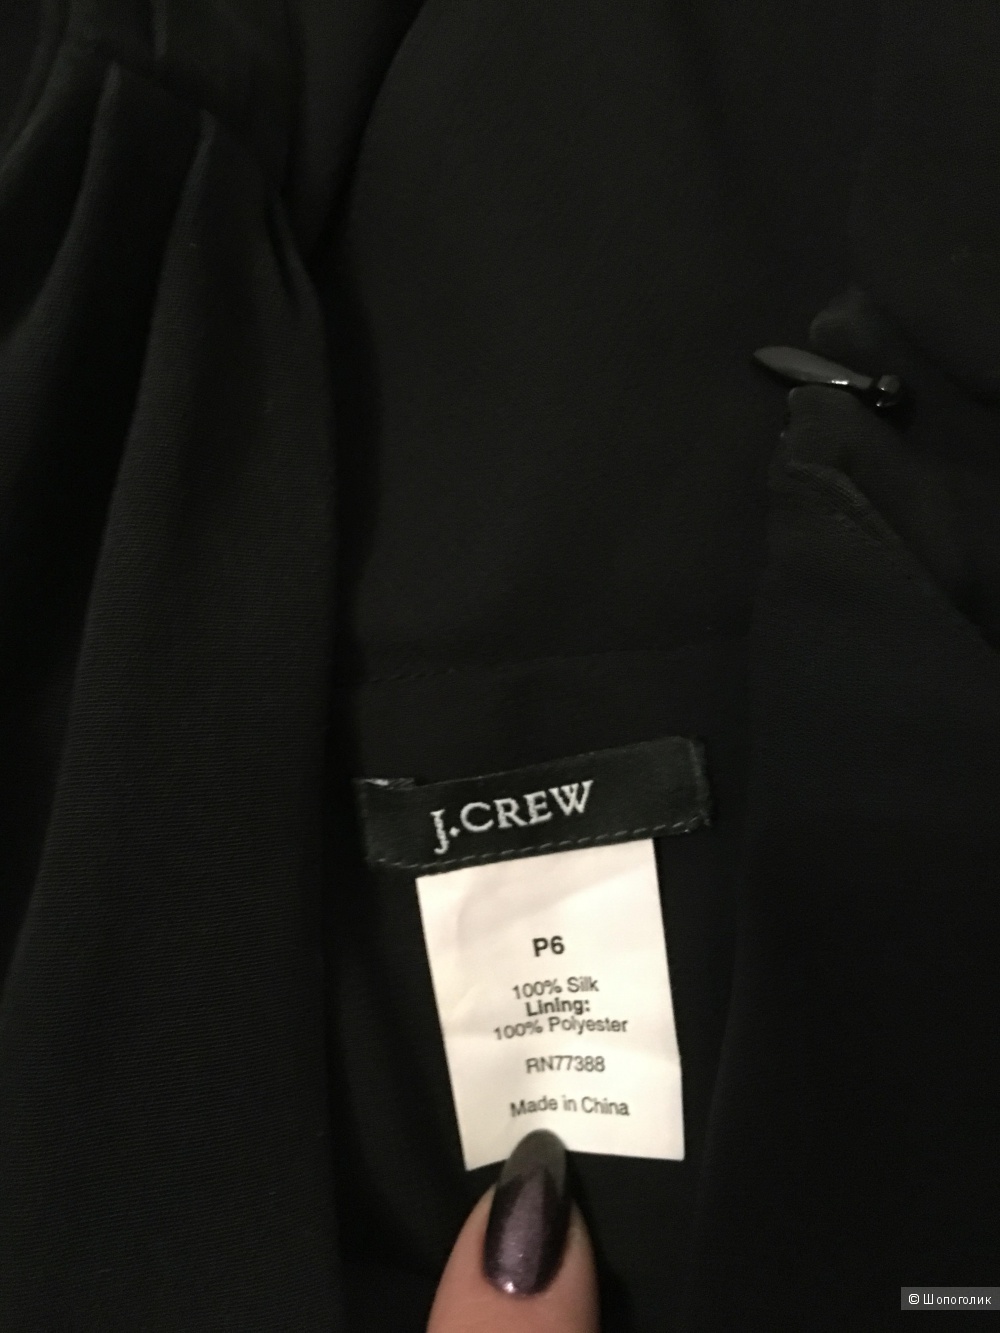 J.CREW
P6
100% Silk
Lining:
100% Polyester
RN77388
Made in China
© Шопоголик